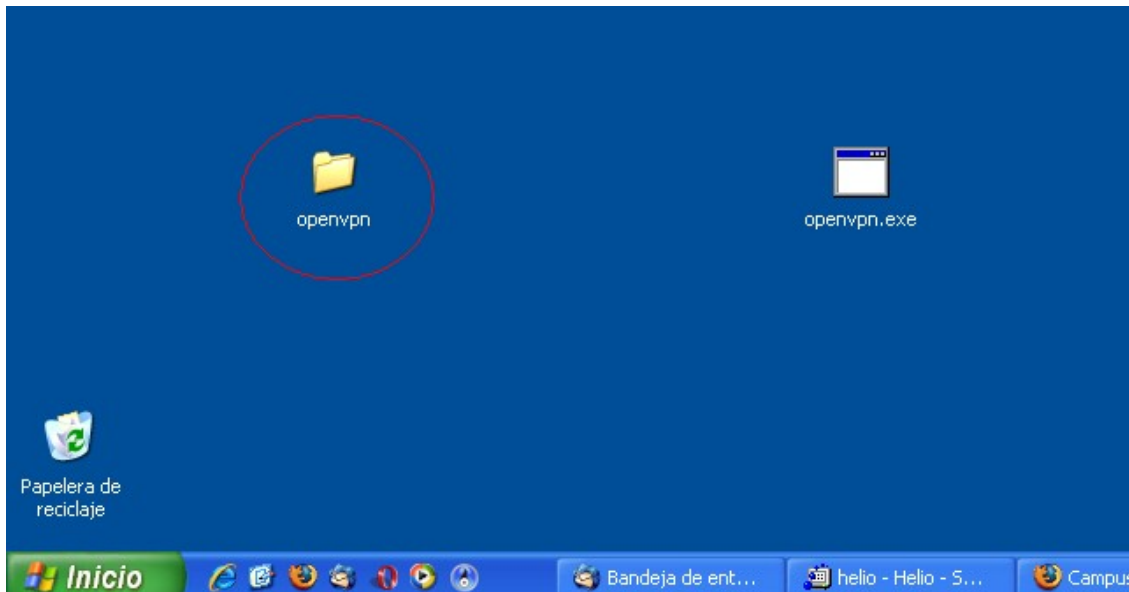 openvpn
openvpn.exe
Papelera de
reciclaje
Inicio
Bandeja de ent...
helio - Helio - S...
Campus